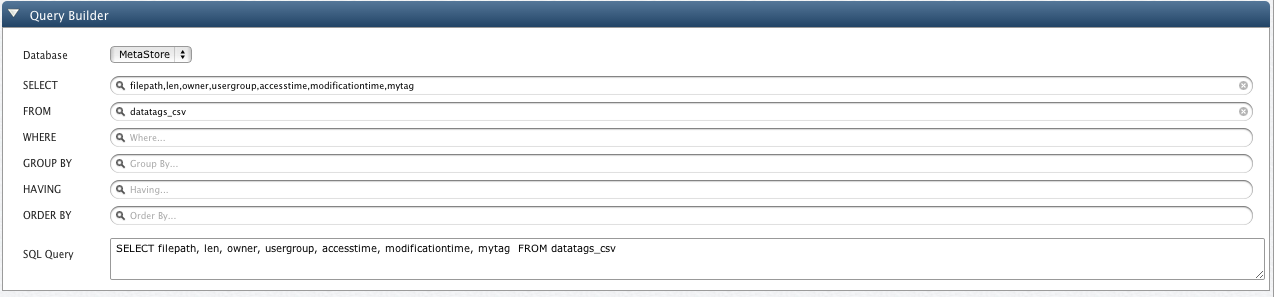 Query Builder
Database MetaStore
SELECT filepath,len,owner,usergroup,accesstime,modificationtime,mytag
FROM datatags_csv
WHERE Where...
GROUP BY Group By...
HAVING Having...
ORDER BY Order By...
SQL Query SELECT filepath, len, owner, usergroup, accesstime, modificationtime, mytag  FROM datatags_csv